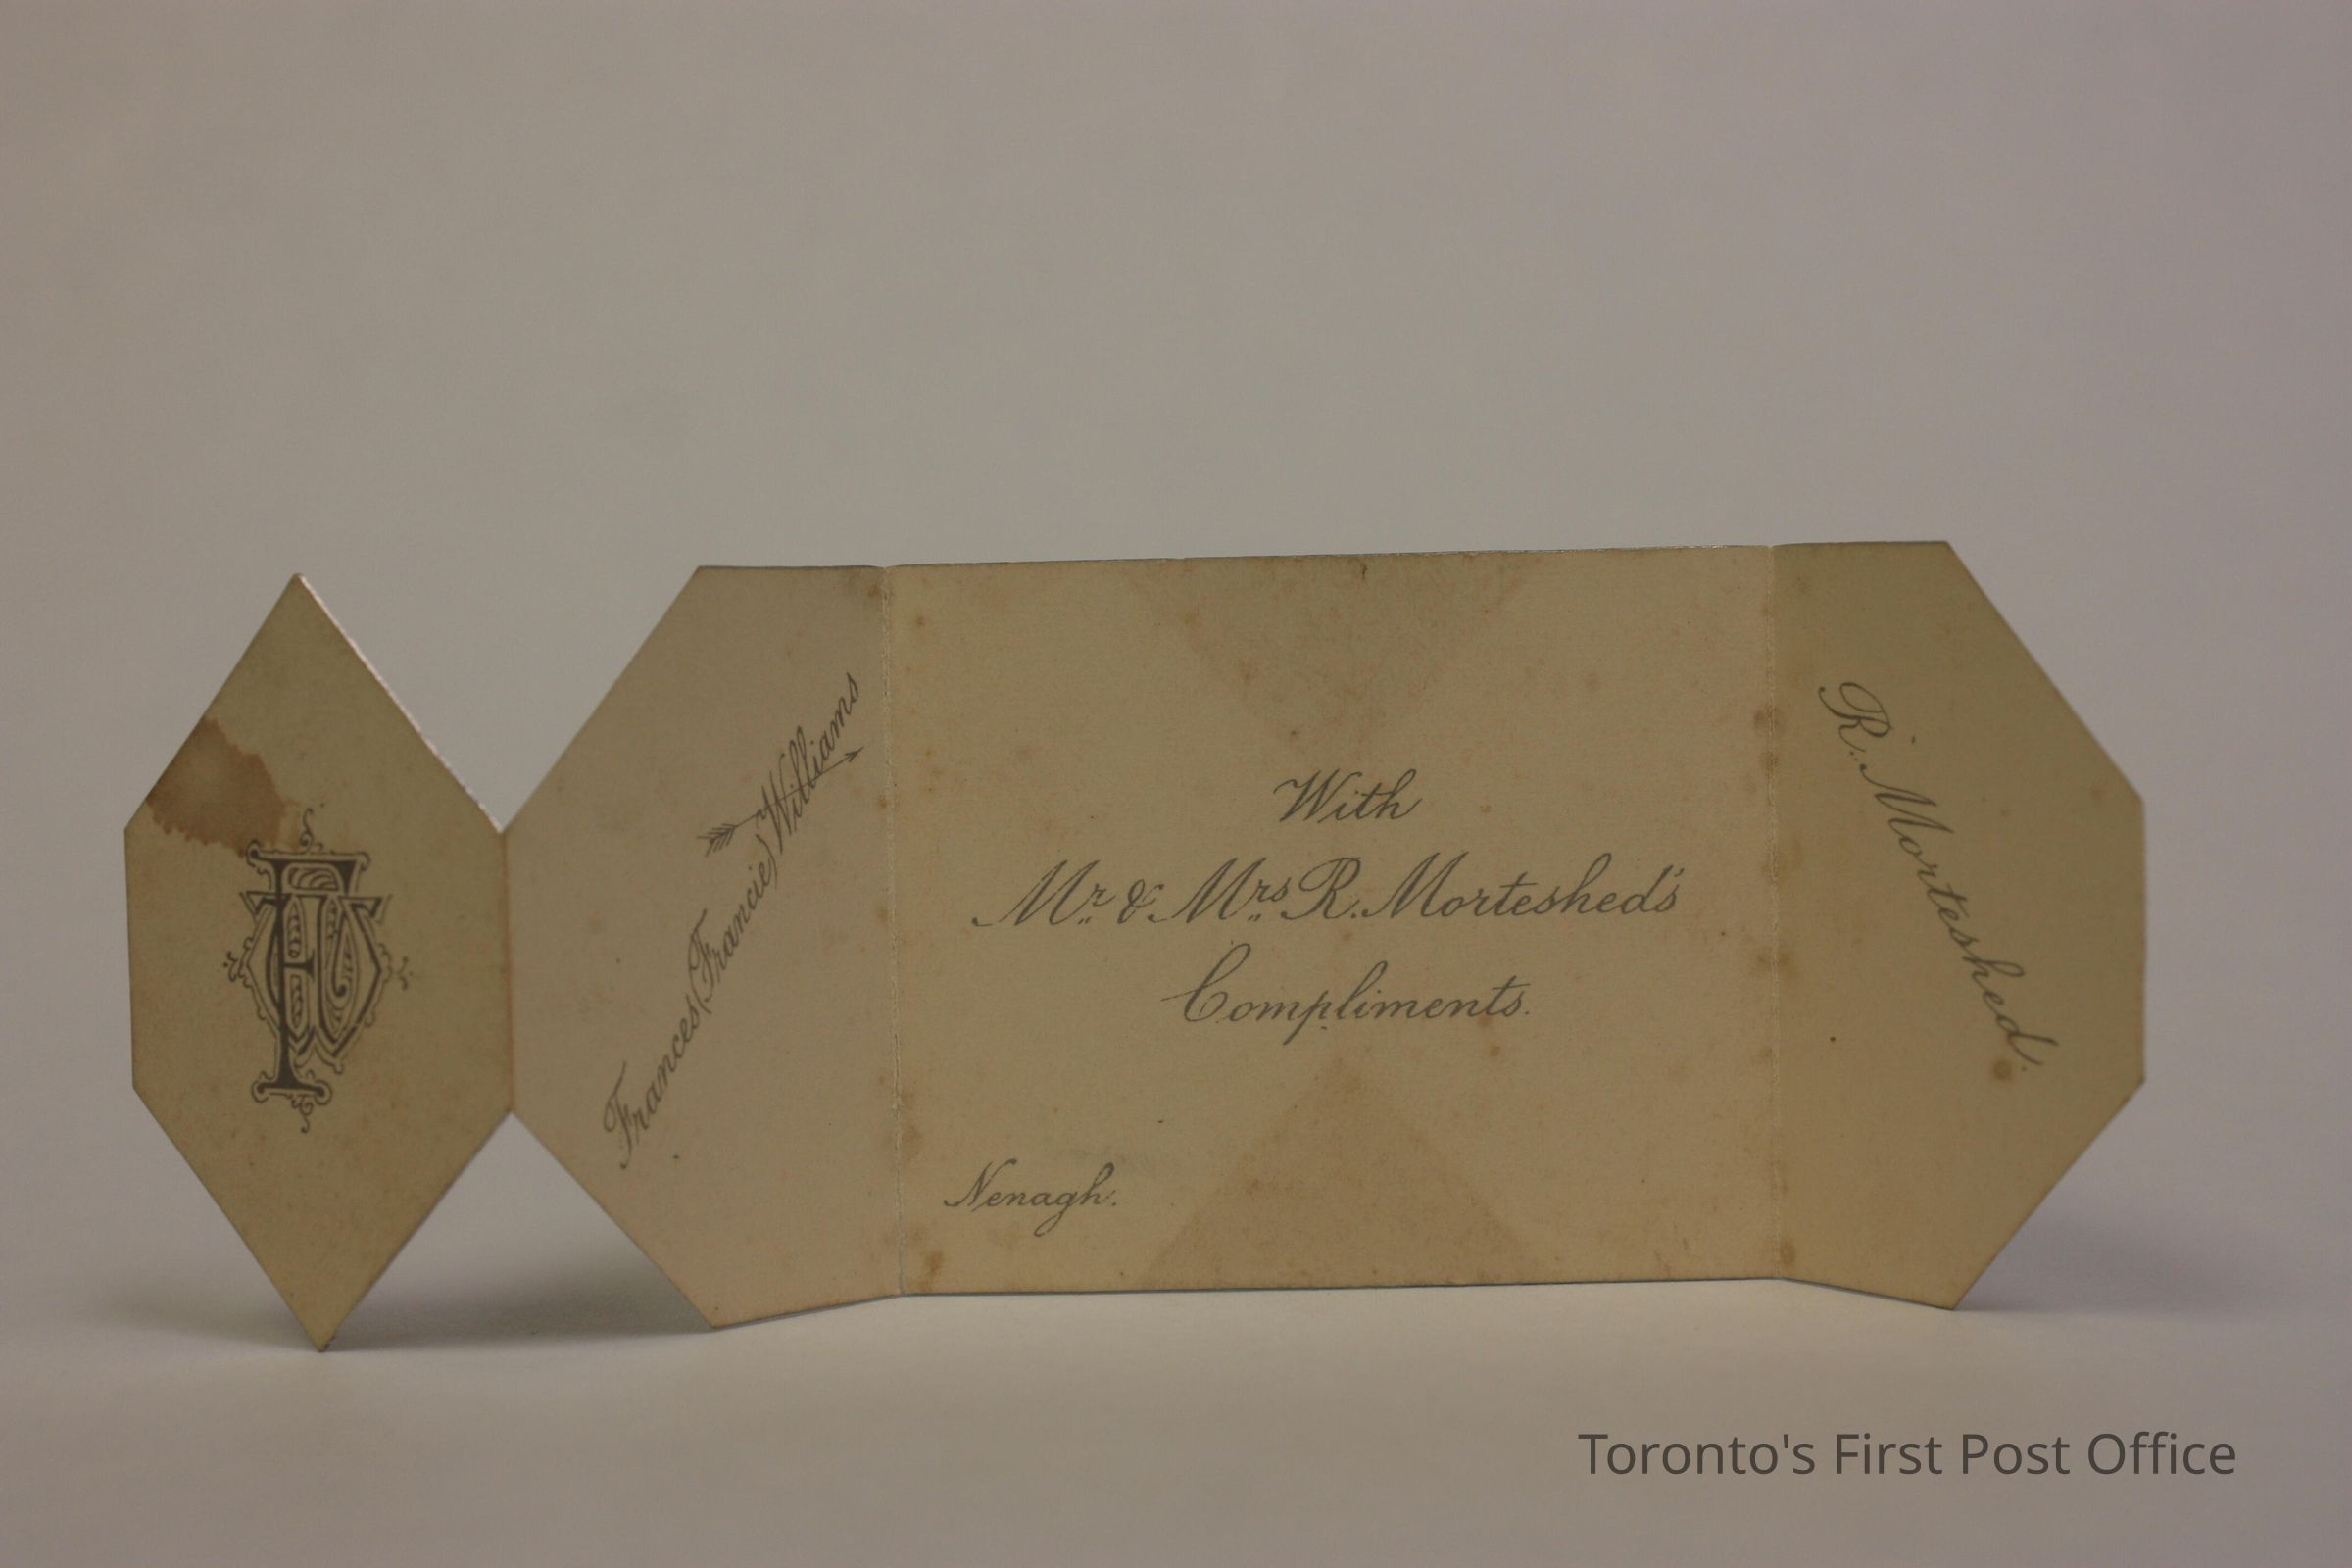 Frances (Francie) Williams
With
Mr. & Mrs. R. Morteshed's
Compliments.
Nenagh.
R. Morteshed.
Toronto's First Post Office